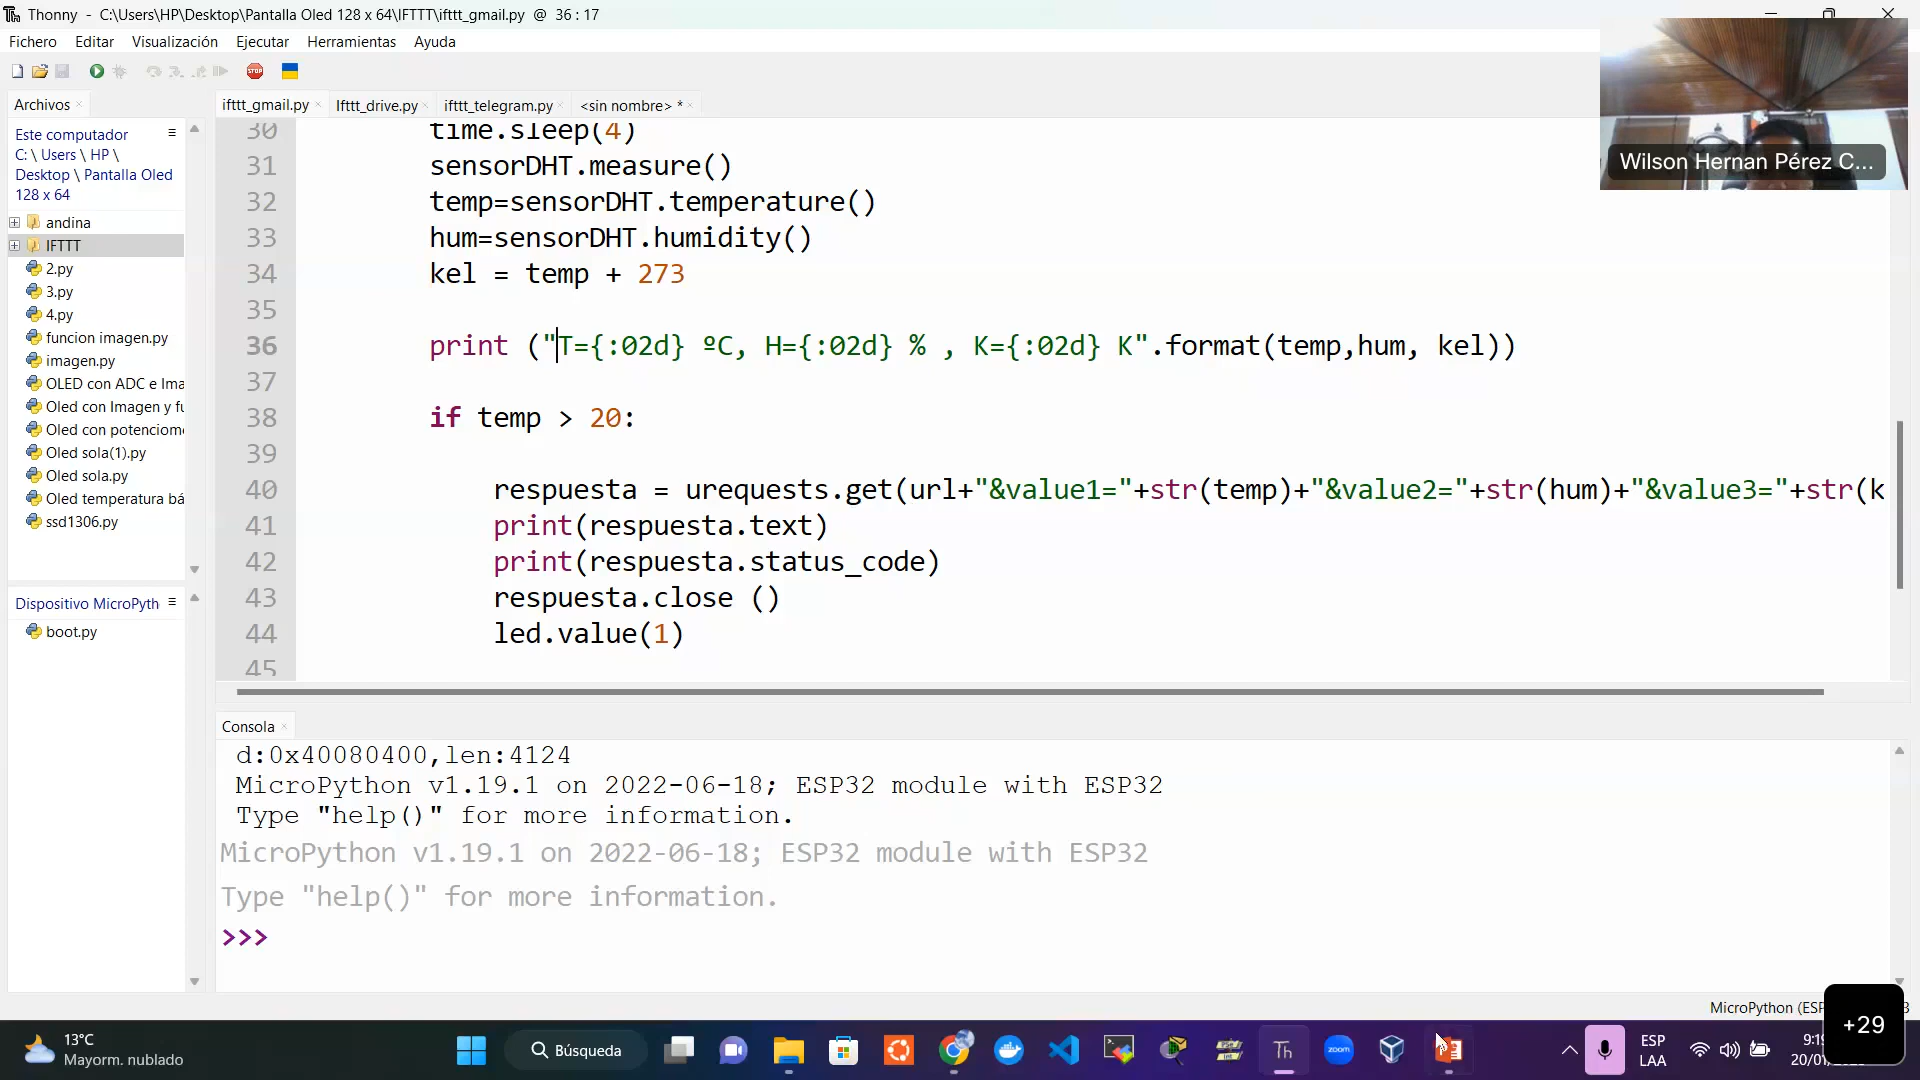 Thonny - C:\Users\HP\Desktop\Pantalla Oled 128 x 64\IFTTT\ifttt_gmail.py @ 36 : 17
Fichero Editar Visualización Ejecutar Herramientas Ayuda
STOP
Archivos
Este computador
C: \ Users \ HP \
Desktop \ Pantalla Oled
128 x 64
andina
IFTTT
2.py
3.py
4.py
funcion imagen.py
imagen.py
OLED con ADC e Ima
Oled con Imagen y fu
Oled con potenciom
Oled sola(1).py
Oled sola.py
Oled temperatura bá
ssd1306.py
Dispositivo MicroPyth
boot.py
ifttt_gmail.py Ifttt_drive.py ifttt_telegram.py <sin nombre> *
30 time.sleep(4)
31 sensorDHT.measure()
32 temp=sensorDHT.temperature()
33 hum=sensorDHT.humidity()
34 kel = temp + 273
35
36 print ("T={:02d} ºC, H={:02d} % , K={:02d} K".format(temp,hum, kel))
37
38 if temp > 20:
39
40 respuesta = urequests.get(url+"&value1="+str(temp)+"&value2="+str(hum)+"&value3="+str(k
41 print(respuesta.text)
42 print(respuesta.status_code)
43 respuesta.close ()
44 led.value(1)
45
Wilson Hernan Pérez C...
Consola
d:0x40080400,len:4124
MicroPython v1.19.1 on 2022-06-18; ESP32 module with ESP32
Type "help()" for more information.
MicroPython v1.19.1 on 2022-06-18; ESP32 module with ESP32
Type "help()" for more information.
>>>
MicroPython (ESP
+29
13°C
Mayorm. nublado
Búsqueda
Th
zoom
ESP
LAA
9:19
20/01/